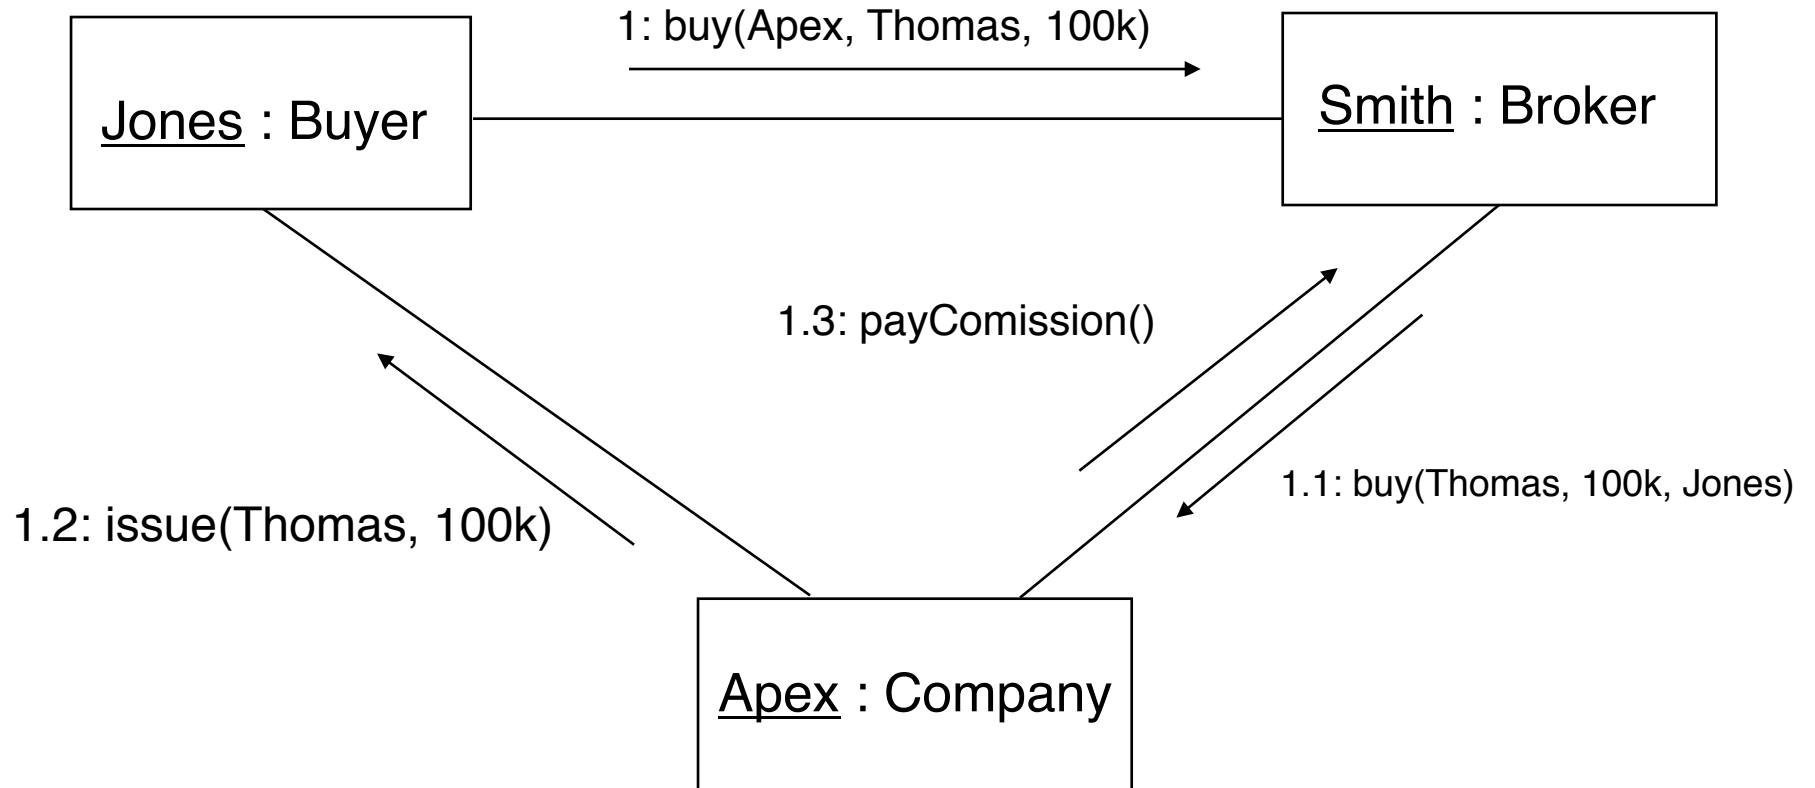 1: buy(Apex, Thomas, 100k)
Jones : Buyer
Smith : Broker
1.3: payComission()
1.1: buy(Thomas, 100k, Jones)
1.2: issue(Thomas, 100k)
Apex : Company